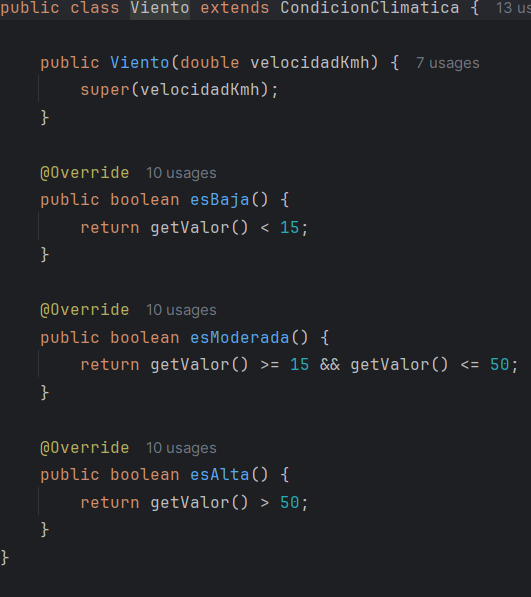 public class Viento extends CondicionClimatica { 13 us
public Viento(double velocidadKmh) { 7 usages
super(velocidadKmh);
}
@Override 10 usages
public boolean esBaja() {
return getValor() < 15;
}
@Override 10 usages
public boolean esModerada() {
return getValor() >= 15 && getValor() <= 50;
}
@Override 10 usages
public boolean esAlta() {
return getValor() > 50;
}
}